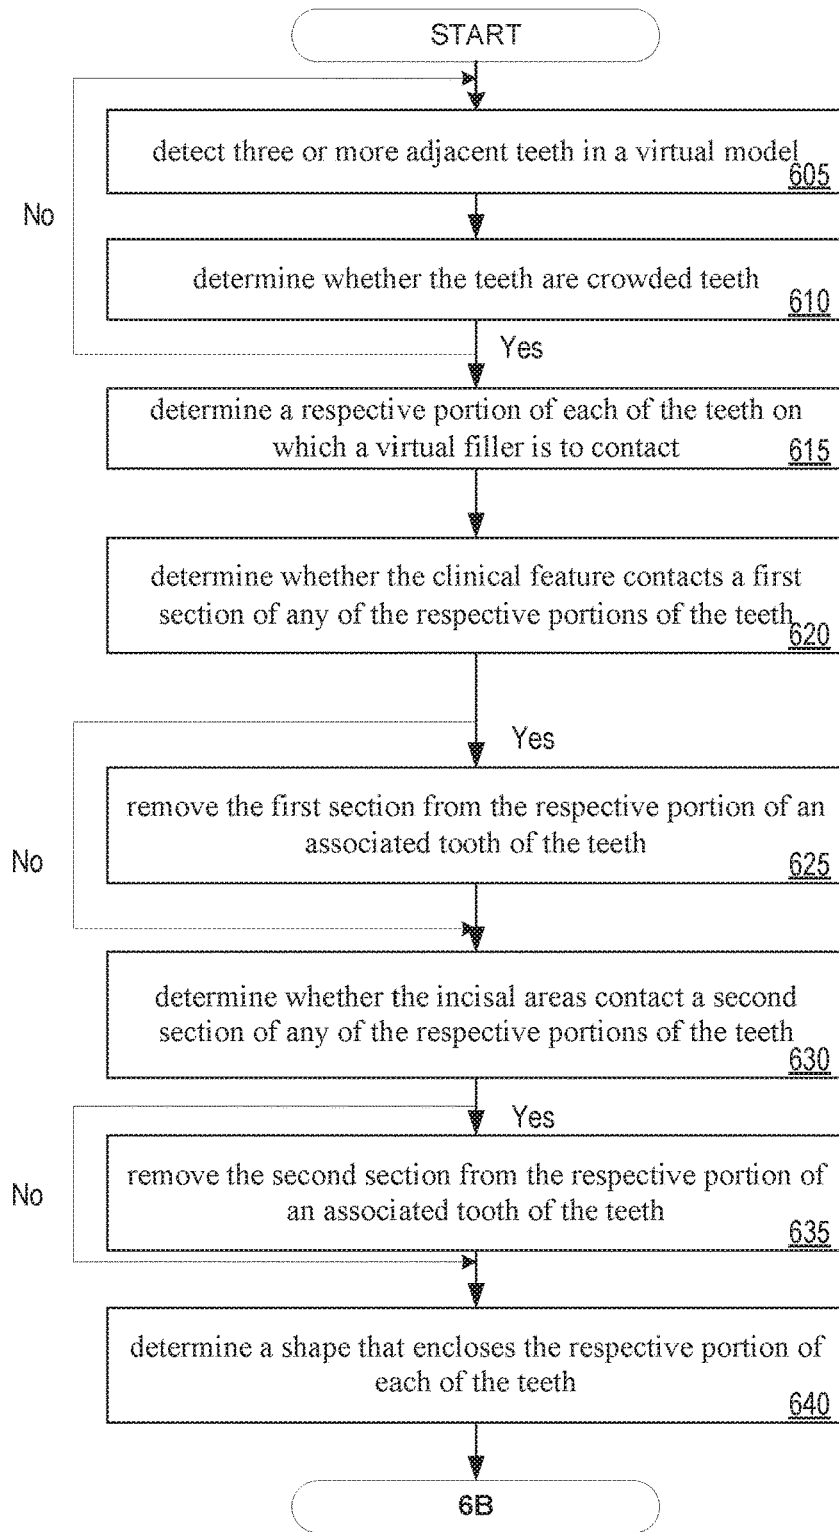 START
detect three or more adjacent teeth in a virtual model
605
No
determine whether the teeth are crowded teeth
610
Yes
determine a respective portion of each of the teeth on
which a virtual filler is to contact
615
determine whether the clinical feature contacts a first
section of any of the respective portions of the teeth
620
Yes
remove the first section from the respective portion of an
associated tooth of the teeth
625
No
determine whether the incisal areas contact a second
section of any of the respective portions of the teeth
630
Yes
remove the second section from the respective portion of
an associated tooth of the teeth
635
No
determine a shape that encloses the respective portion of
each of the teeth
640
6B